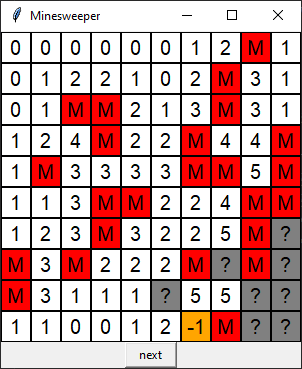 Minesweeper
0 0 0 0 0 0 1 2 M 1
0 1 2 2 1 0 2 M 3 1
0 1 M M 2 1 3 M 3 1
1 2 4 M 2 2 M 4 4 M
1 M 3 3 3 3 M M 5 M
1 1 3 M M 2 2 4 M M
1 2 3 M 3 2 2 5 M ?
M 3 M 2 2 2 M ? M ?
M 3 1 1 1 ? 5 5 ? ?
1 1 0 0 1 2 -1 M ? ?
next